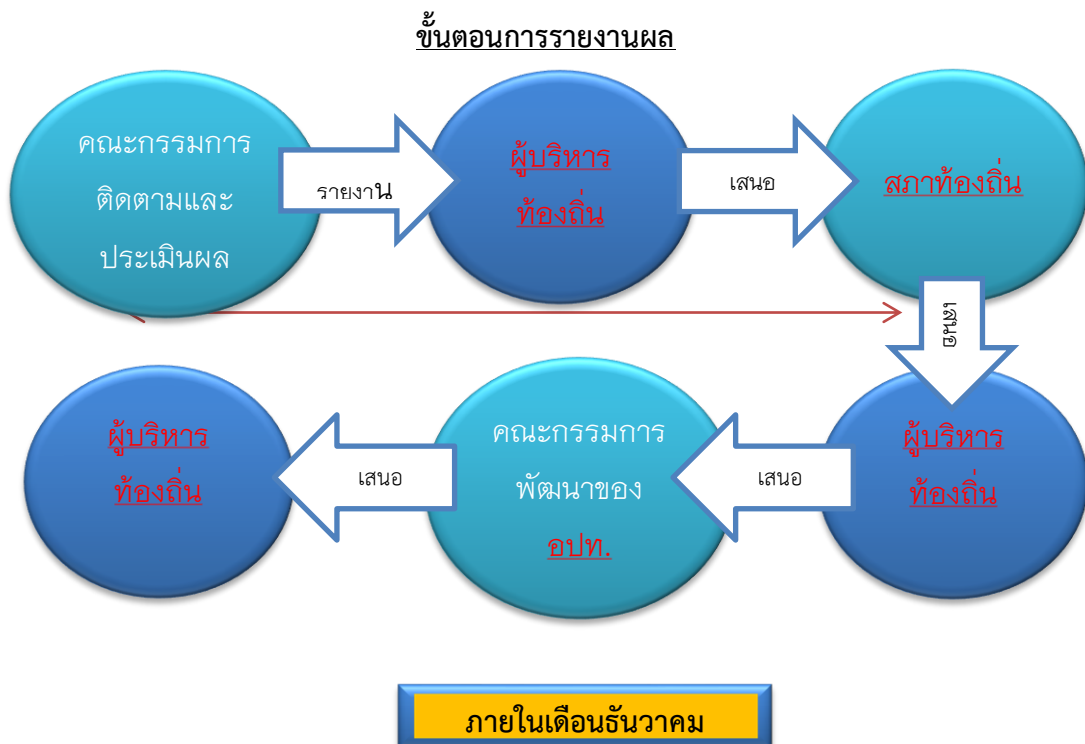 ขั้นตอนการรายงานผล
คณะกรรมการ
ติดตามและ
ประเมินผล
รายงาน
ผู้บริหาร
ท้องถิ่น
เสนอ
สภาท้องถิ่น
เสนอ
ผู้บริหาร
ท้องถิ่น
เสนอ
คณะกรรมการ
พัฒนาของ
อปท.
เสนอ
ผู้บริหาร
ท้องถิ่น
ภายในเดือนธันวาคม